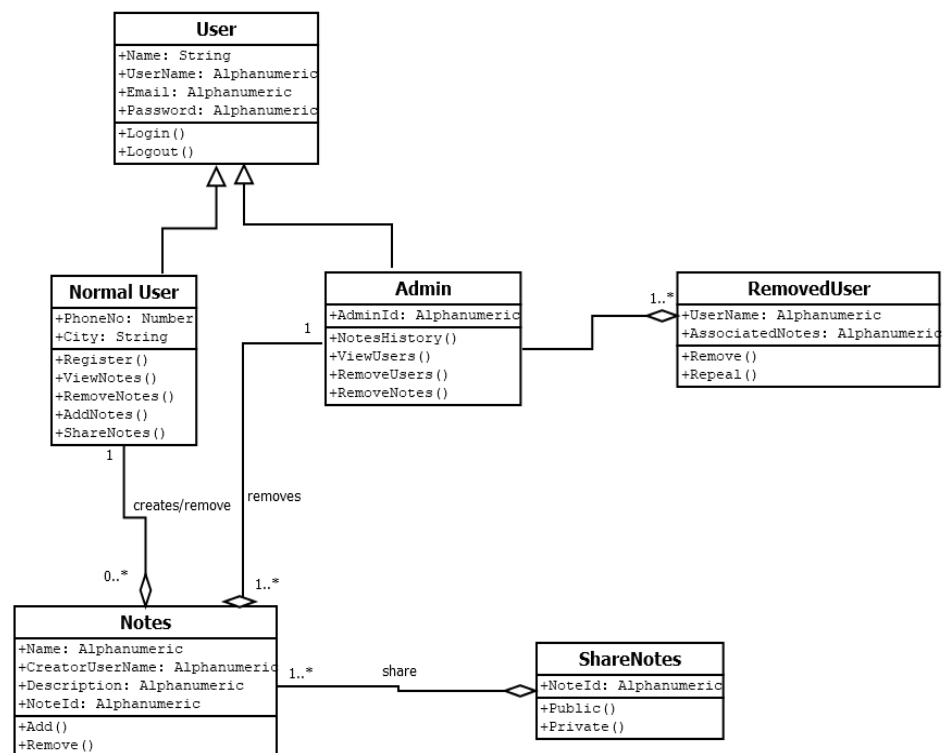 User
+Name: String
+UserName: Alphanumeric
+Email: Alphanumeric
+Password: Alphanumeric
+Login()
+Logout()
Normal User
+PhoneNo: Number
+City: String
+Register()
+ViewNotes()
+RemoveNotes()
+AddNotes()
+ShareNotes()
Admin
+AdminId: Alphanumeric
+NotesHistory()
+ViewUsers()
+RemoveUsers()
+RemoveNotes()
1..*
RemovedUser
+UserName: Alphanumeric
+AssociatedNotes: Alphanumeric
+Remove()
+Repeal()
1
1
creates/remove
removes
0..*
1..*
Notes
+Name: Alphanumeric
+CreatorUserName: Alphanumeric
+Description: Alphanumeric
+NoteId: Alphanumeric
+Add()
+Remove()
1..*
share
ShareNotes
+NoteId: Alphanumeric
+Public()
+Private()